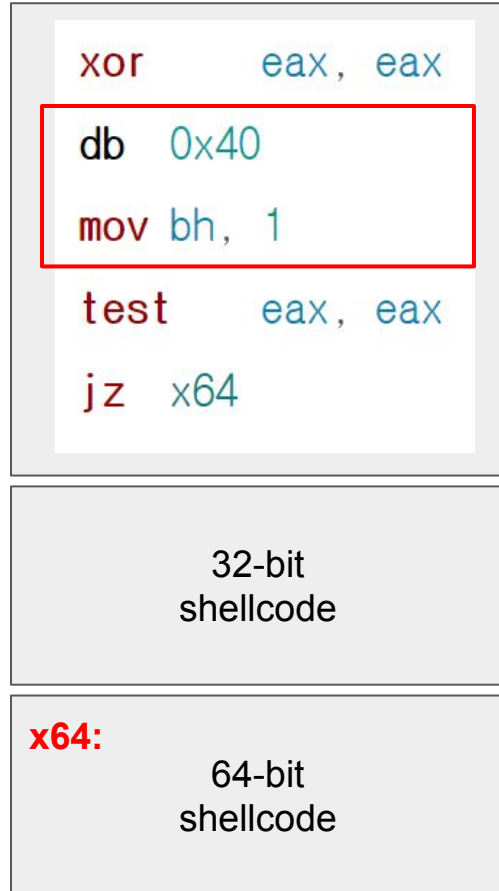 xor eax, eax
db 0x40
mov bh, 1
test eax, eax
jz x64
32-bit
shellcode
x64:
64-bit
shellcode